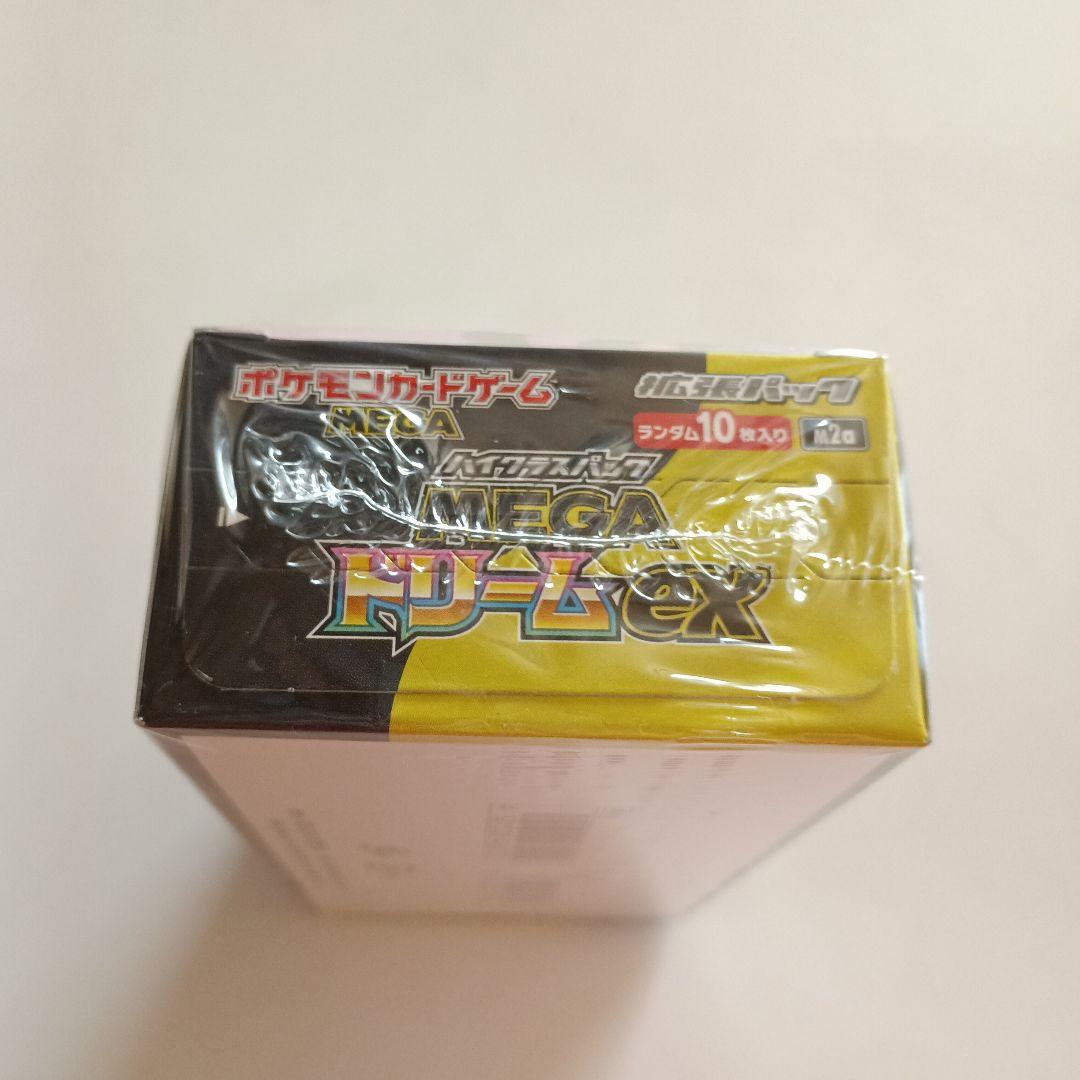 ポケモンカードゲーム
MEGA
拡張パック
ランダム10枚入り M2a
ハイクラスパック
MEGA
ドリームex